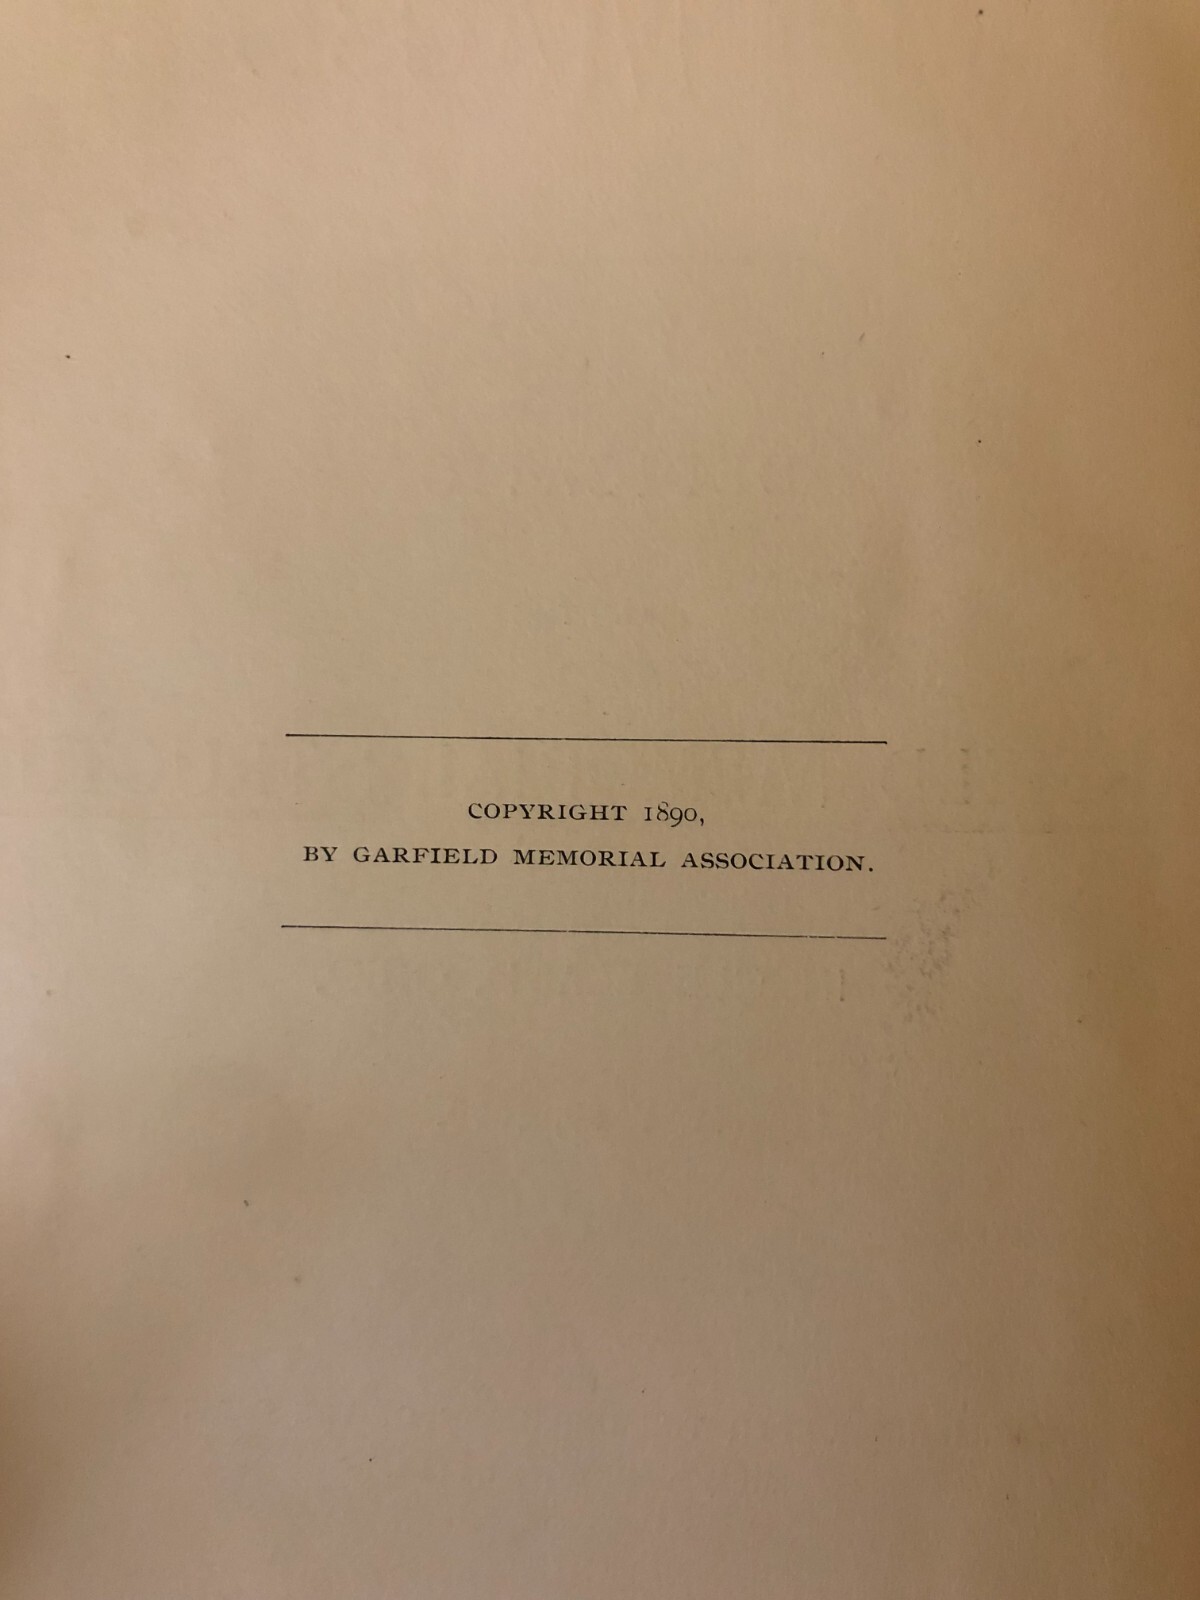 COPYRIGHT 1890,
BY GARFIELD MEMORIAL ASSOCIATION.